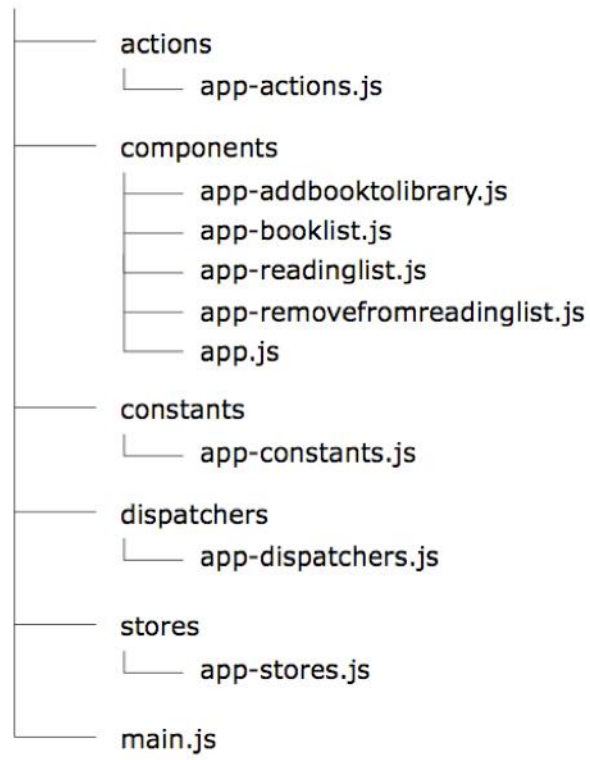 actions
app-actions.js
components
app-addbooktolibrary.js
app-booklist.js
app-readinglist.js
app-removefromreadinglist.js
app.js
constants
app-constants.js
dispatchers
app-dispatchers.js
stores
app-stores.js
main.js